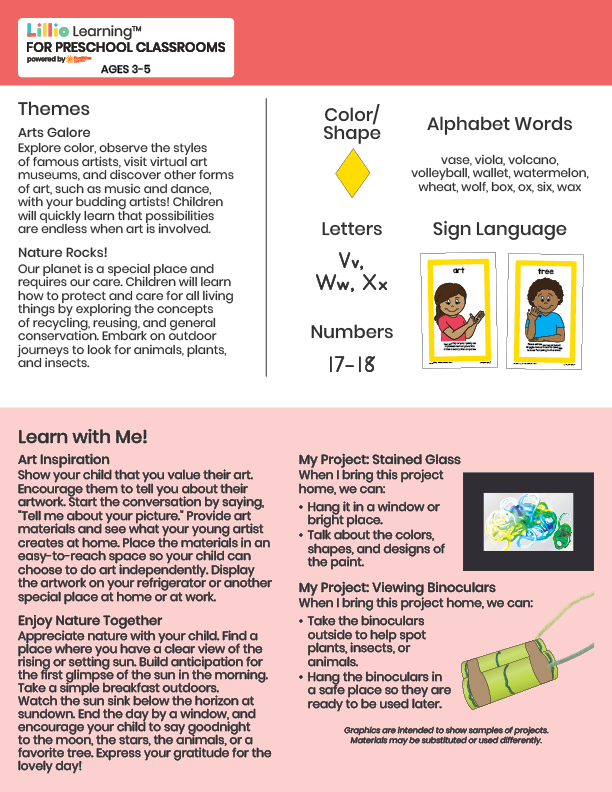 Lillio Learning™
FOR PRESCHOOL CLASSROOMS
powered by
AGES 3-5
Themes
Arts Galore
Explore color, observe the styles
of famous artists, visit virtual art
museums, and discover other forms
of art, such as music and dance,
with your budding artists! Children
will quickly learn that possibilities
are endless when art is involved.
Nature Rocks!
Our planet is a special place and
requires our care. Children will learn
how to protect and care for all living
things by exploring the concepts
of recycling, reusing, and general
conservation. Embark on outdoor
journeys to look for animals, plants,
and insects.
Color/
Shape
Letters
Vv,
Ww, Xx
Numbers
17-18
Alphabet Words
vase, viola, volcano,
volleyball, wallet, watermelon,
wheat, wolf, box, ox, six, wax
Sign Language
art
tree
Learn with Me!
Art Inspiration
Show your child that you value their art.
Encourage them to tell you about their
artwork. Start the conversation by saying,
"Tell me about your picture." Provide art
materials and see what your young artist
creates at home. Place the materials in an
easy-to-reach space so your child can
choose to do art independently. Display
the artwork on your refrigerator or another
special place at home or at work.
Enjoy Nature Together
Appreciate nature with your child. Find a
place where you have a clear view of the
rising or setting sun. Build anticipation for
the first glimpse of the sun in the morning.
Take a simple breakfast outdoors.
Watch the sun sink below the horizon at
sundown. End the day by a window, and
encourage your child to say goodnight
to the moon, the stars, the animals, or a
favorite tree. Express your gratitude for the
lovely day!
My Project: Stained Glass
When I bring this project
home, we can:
• Hang it in a window or
bright place.
• Talk about the colors,
shapes, and designs of
the paint.
My Project: Viewing Binoculars
When I bring this project home, we can:
• Take the binoculars
outside to help spot
plants, insects, or
animals.
• Hang the binoculars in
a safe place so they are
ready to be used later.
Graphics are intended to show samples of projects.
Materials may be substituted or used differently.